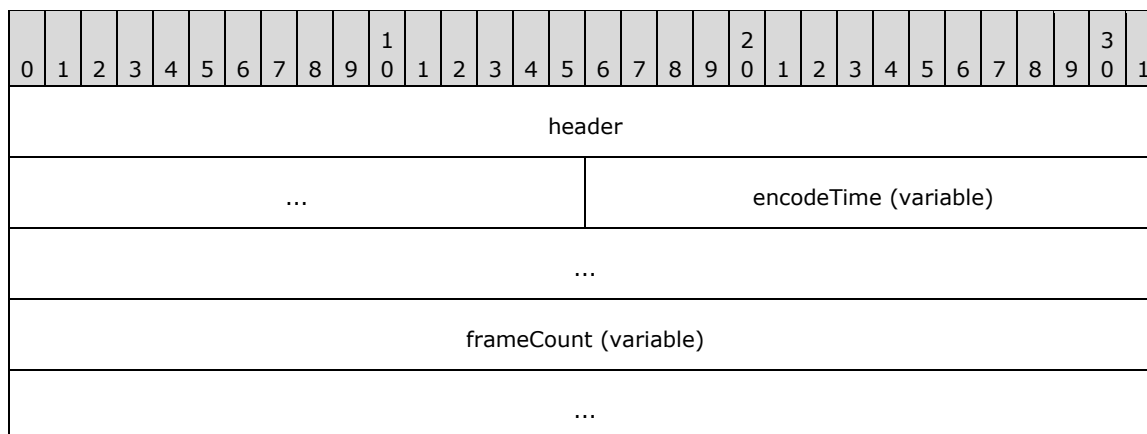 1 2 3
0 1 2 3 4 5 6 7 8 9 0 1 2 3 4 5 6 7 8 9 0 1 2 3 4 5 6 7 8 9 0 1
header
... encodeTime (variable)
...
frameCount (variable)
...